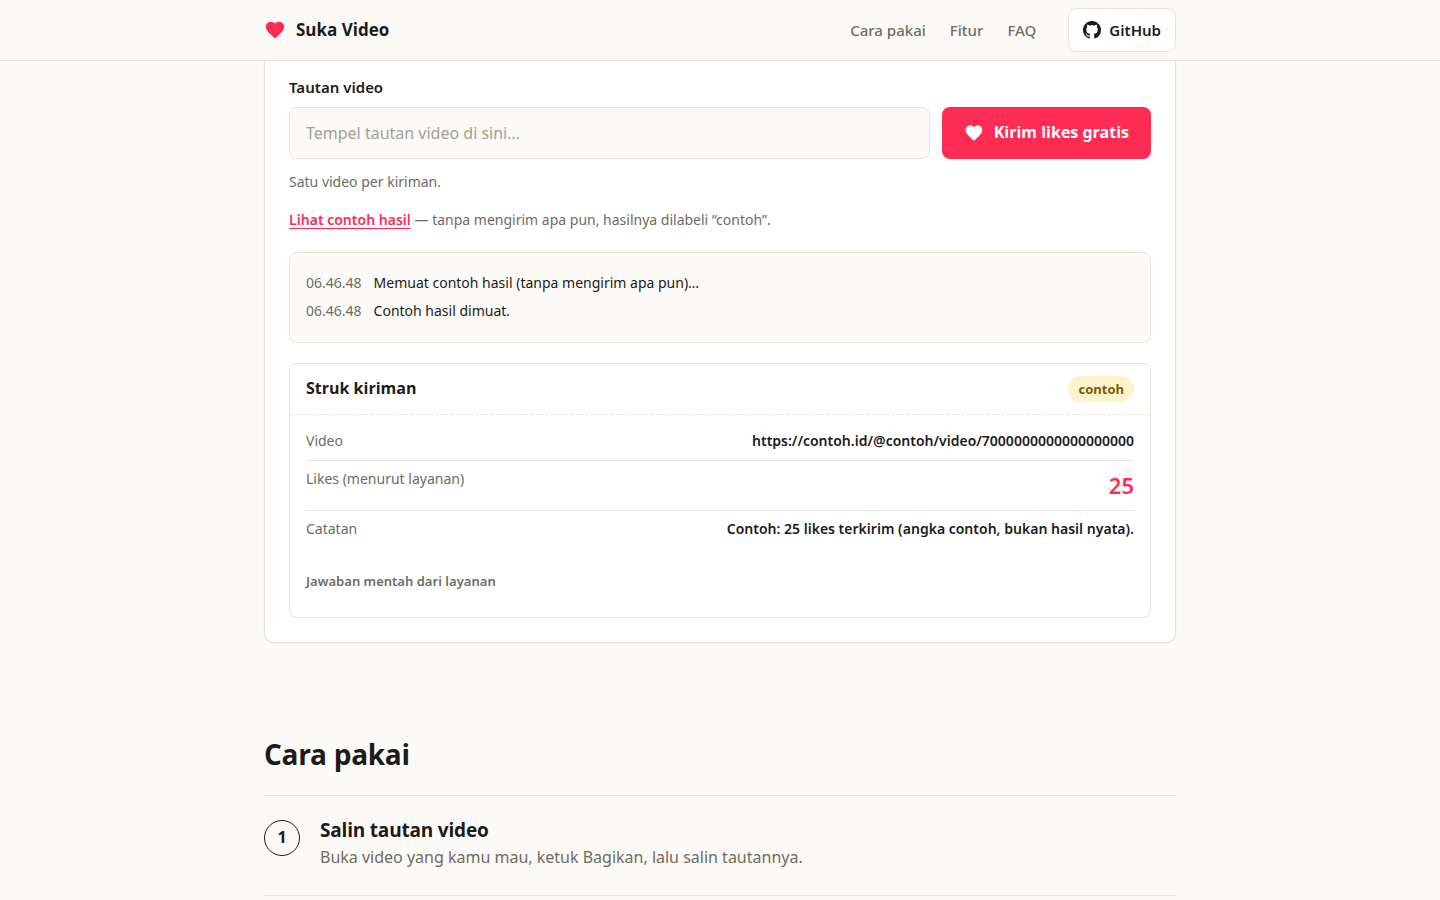 Suka Video
Cara pakai
Fitur
FAQ
GitHub
Tautan video
Tempel tautan video di sini...
Kirim likes gratis
Satu video per kiriman.
Lihat contoh hasil — tanpa mengirim apa pun, hasilnya dilabeli “contoh”.
06.46.48 Memuat contoh hasil (tanpa mengirim apa pun)...
06.46.48 Contoh hasil dimuat.
Struk kiriman
contoh
Video https://contoh.id/@contoh/video/7000000000000000000
Likes (menurut layanan) 25
Catatan Contoh: 25 likes terkirim (angka contoh, bukan hasil nyata).
Jawaban mentah dari layanan
Cara pakai
1 Salin tautan video
Buka video yang kamu mau, ketuk Bagikan, lalu salin tautannya.